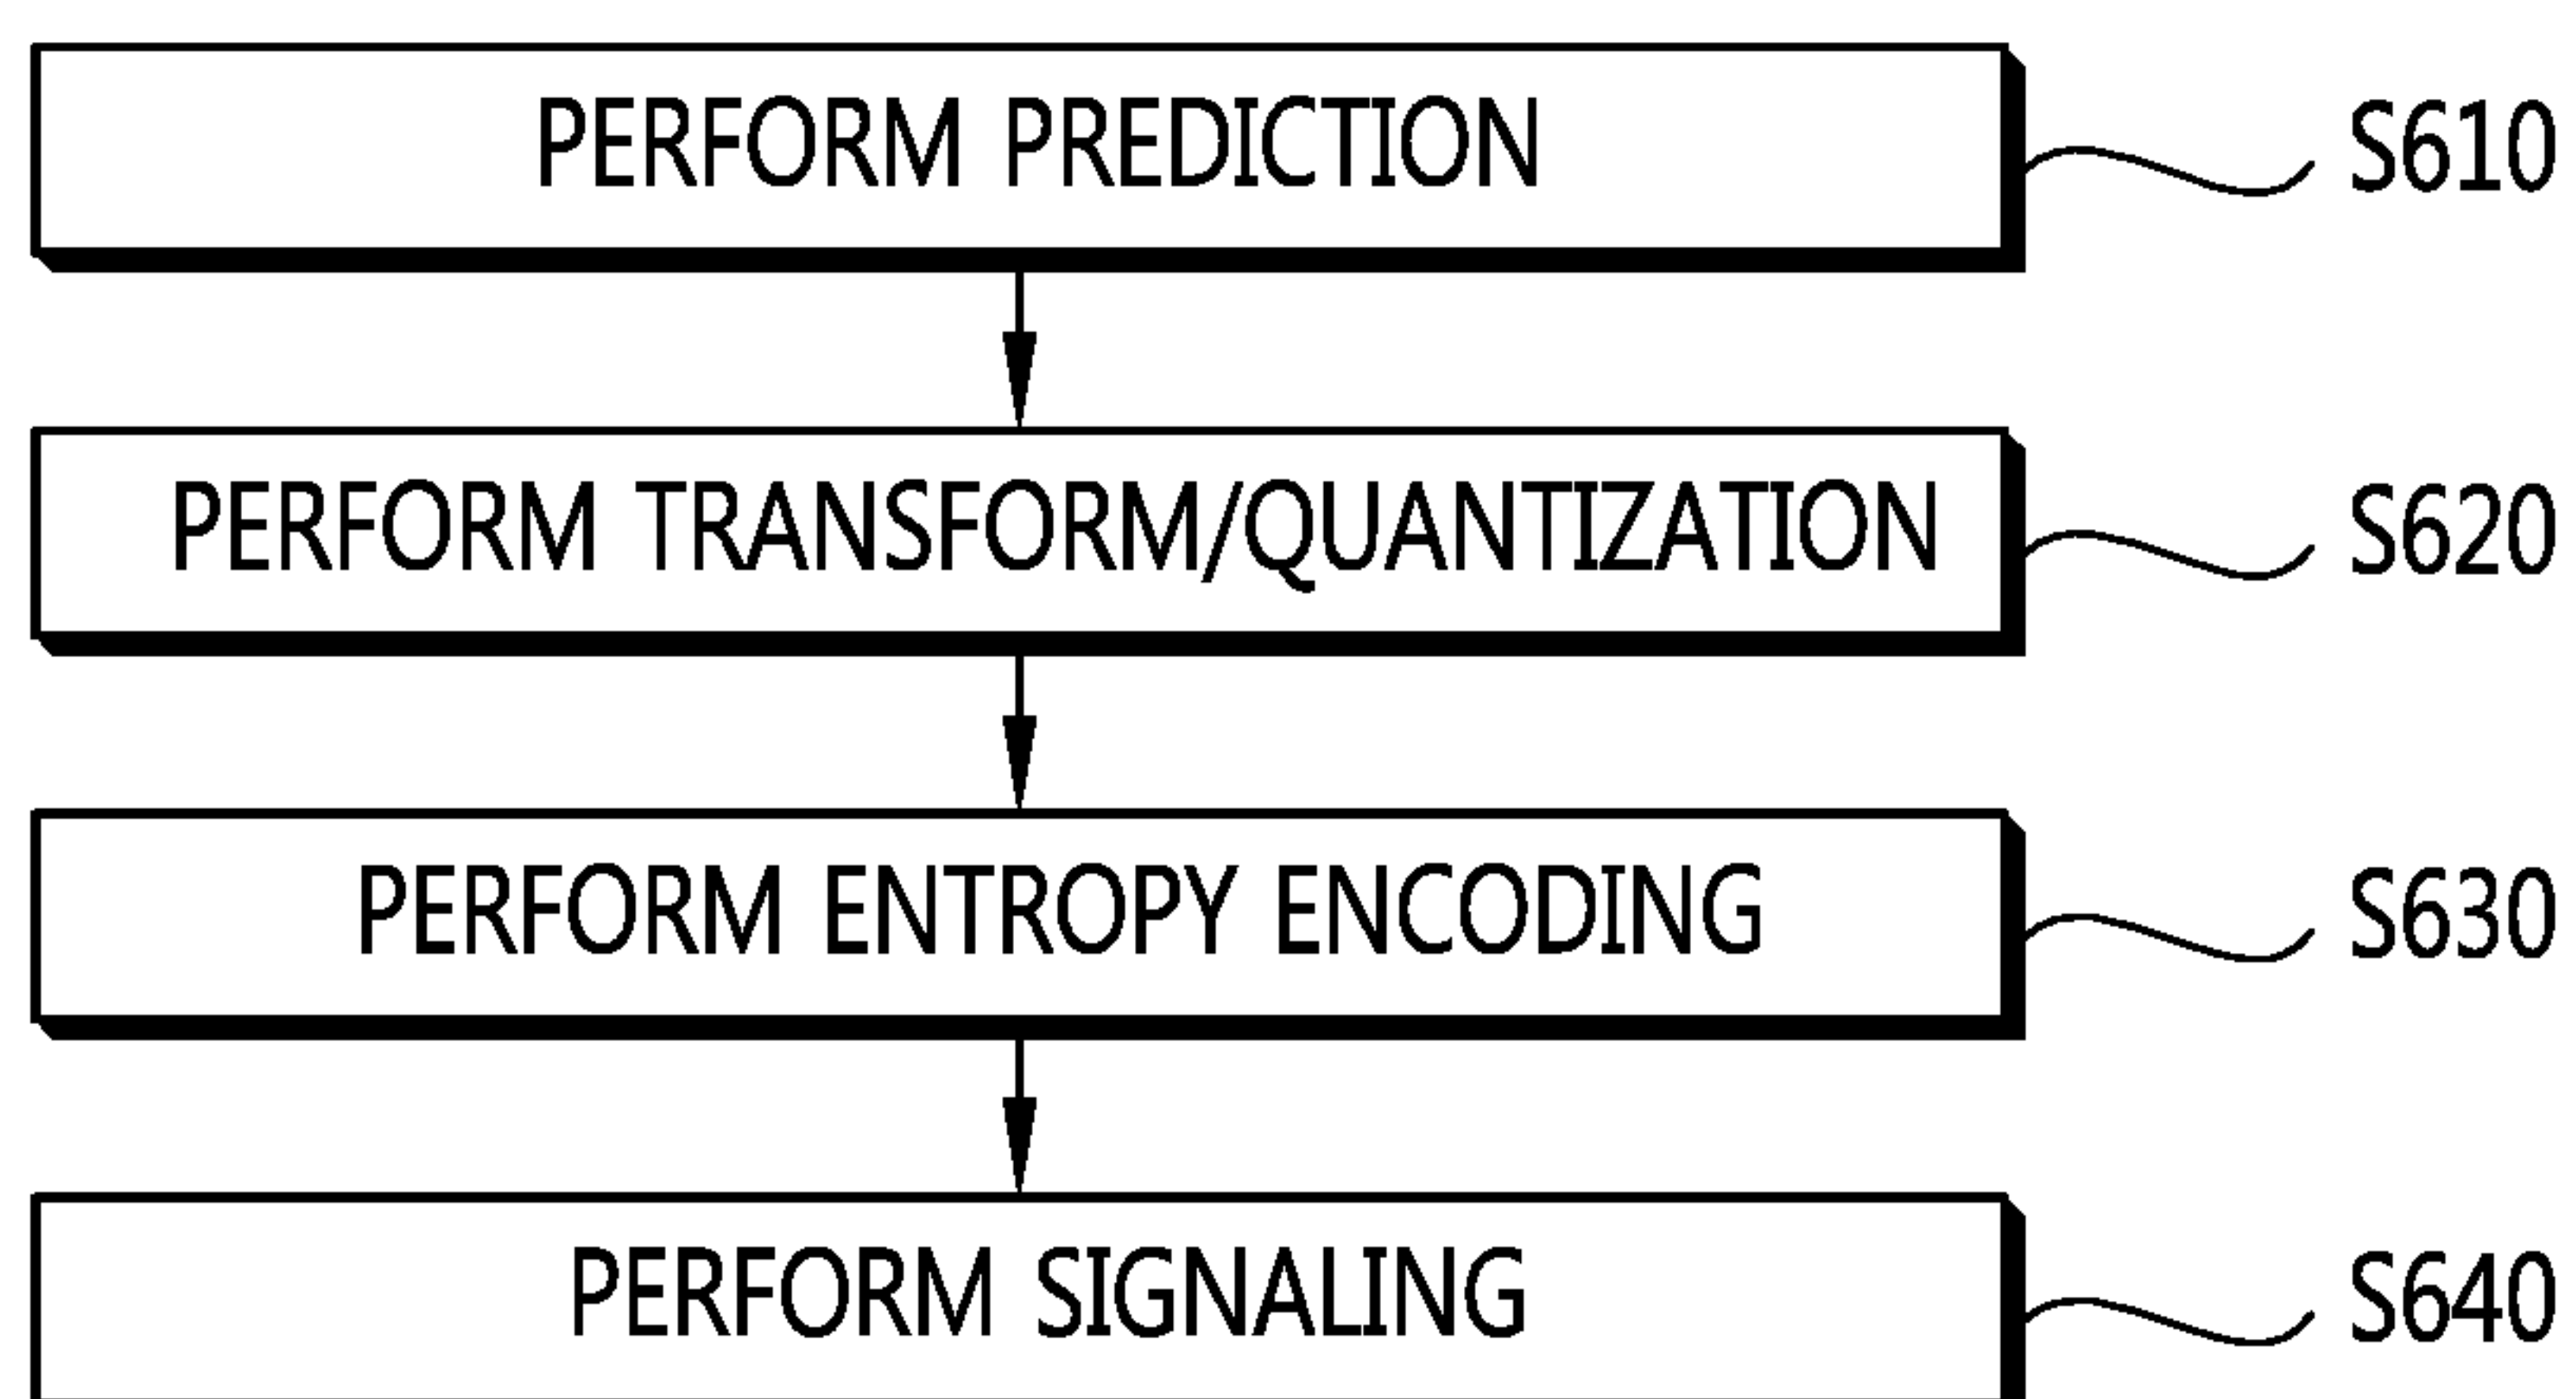 PERFORM PREDICTION S610
PERFORM TRANSFORM/QUANTIZATION S620
PERFORM ENTROPY ENCODING S630
PERFORM SIGNALING S640